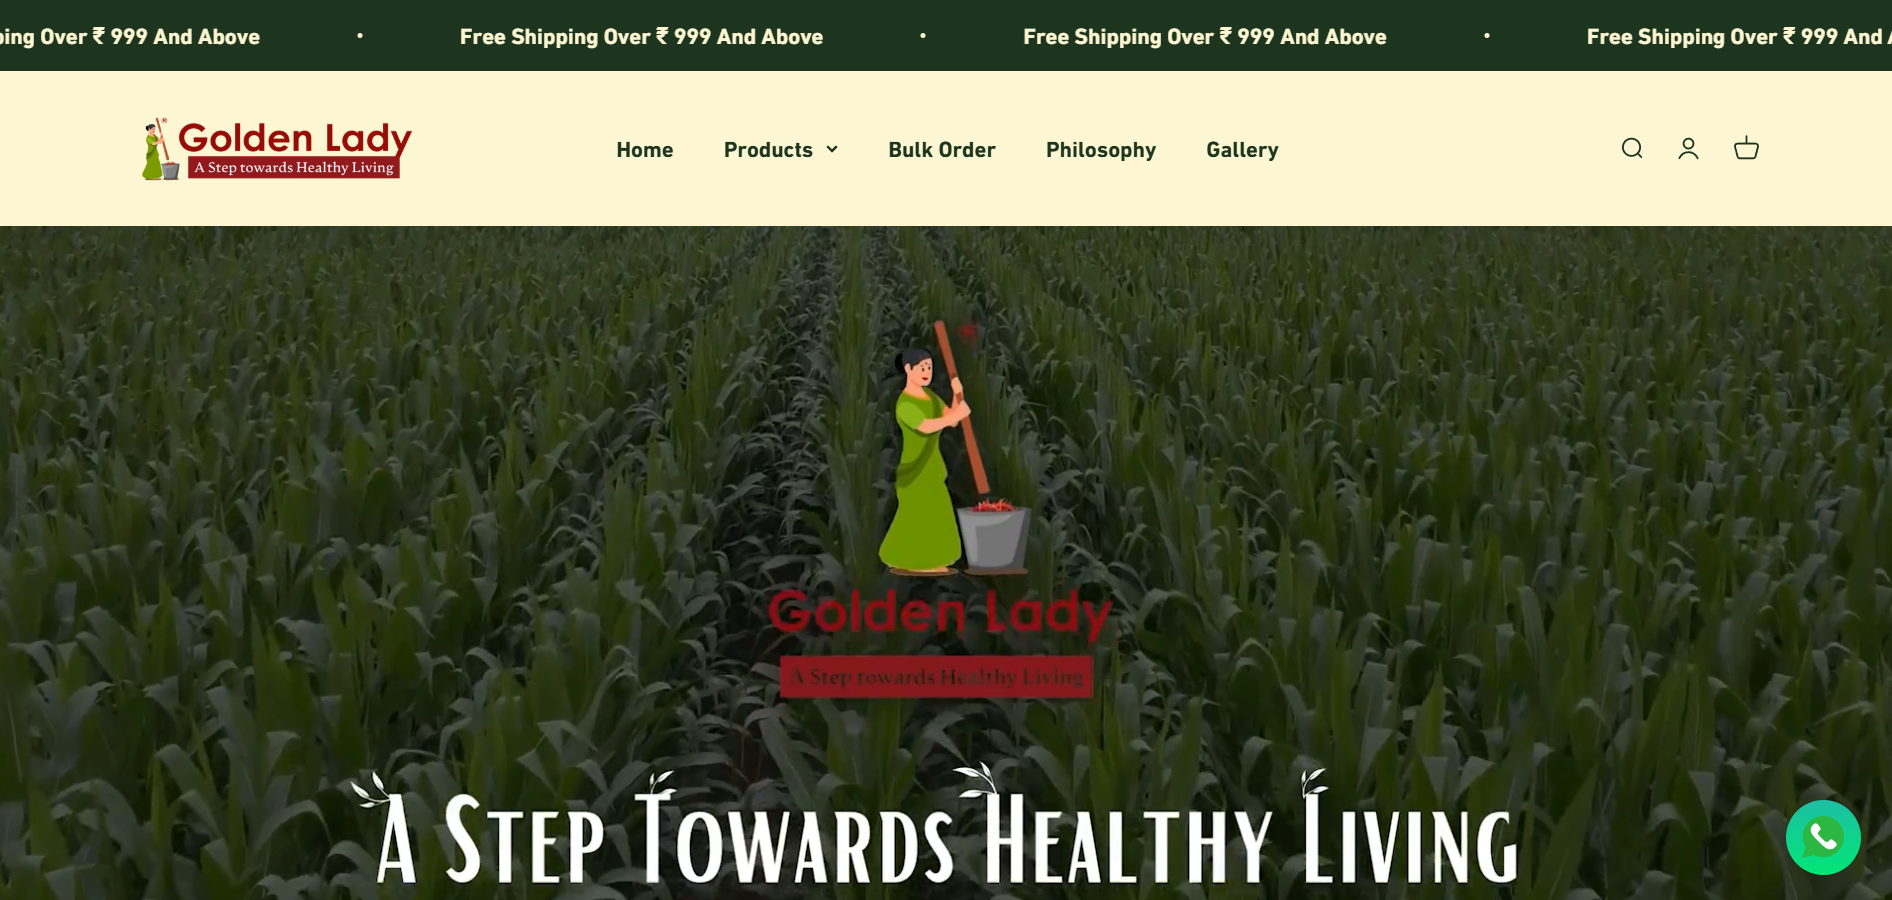 ping Over ₹ 999 And Above • Free Shipping Over ₹ 999 And Above • Free Shipping Over ₹ 999 And Above • Free Shipping Over ₹ 999 And
Golden Lady
A Step towards Healthy Living
Home Products Bulk Order Philosophy Gallery
Golden Lady
A Step towards Healthy Living
A STEP TOWARDS HEALTHY LIVING